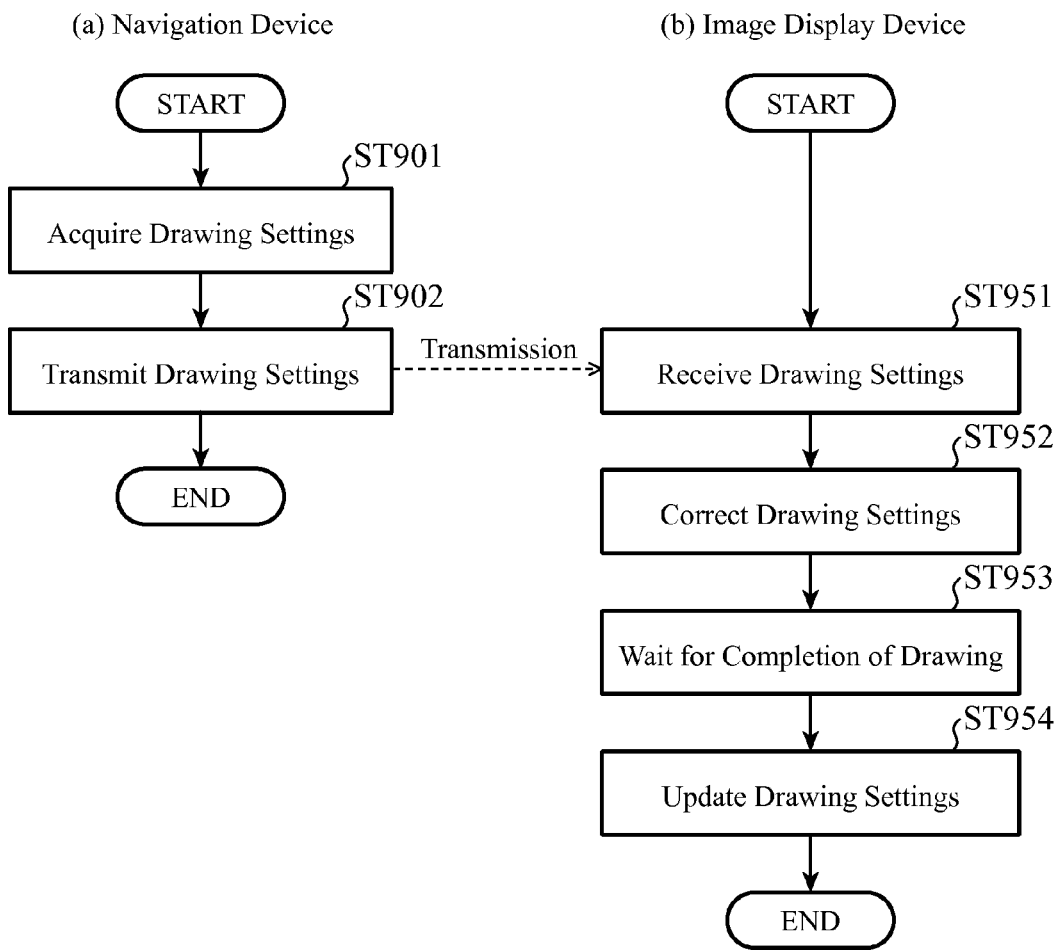 (a) Navigation Device
START
ST901
Acquire Drawing Settings
ST902
Transmit Drawing Settings
END
Transmission
(b) Image Display Device
START
ST951
Receive Drawing Settings
ST952
Correct Drawing Settings
ST953
Wait for Completion of Drawing
ST954
Update Drawing Settings
END